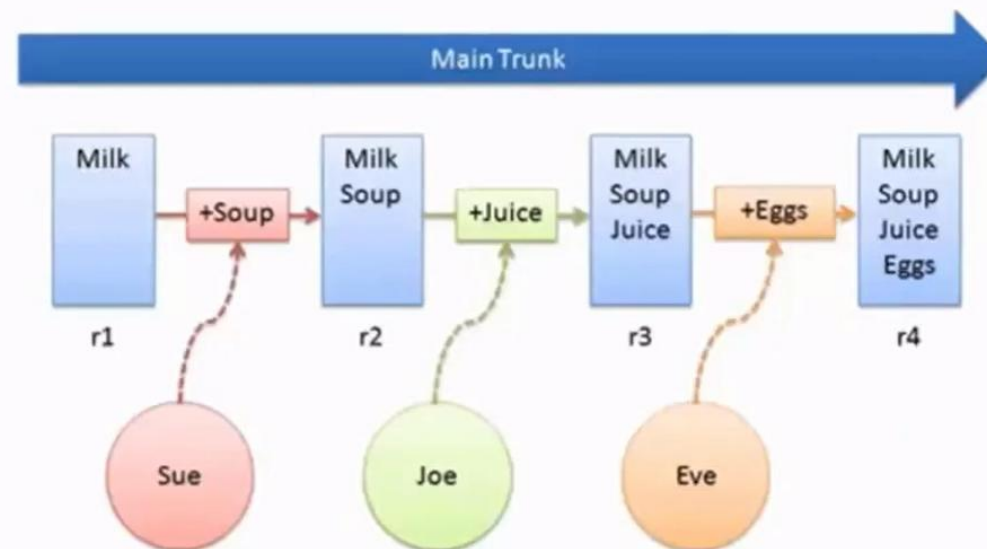 Main Trunk
Milk
+Soup
Milk
Soup
+Juice
Milk
Soup
Juice
+Eggs
Milk
Soup
Juice
Eggs
r1
r2
r3
r4
Sue
Joe
Eve